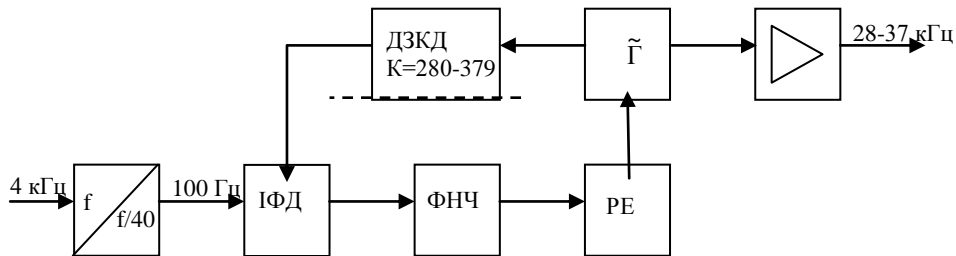 ДЗКД
К=280-379
Г̃
28-37 кГц
4 кГц
f
f/40
100 Гц
ІФД
ФНЧ
РЕ